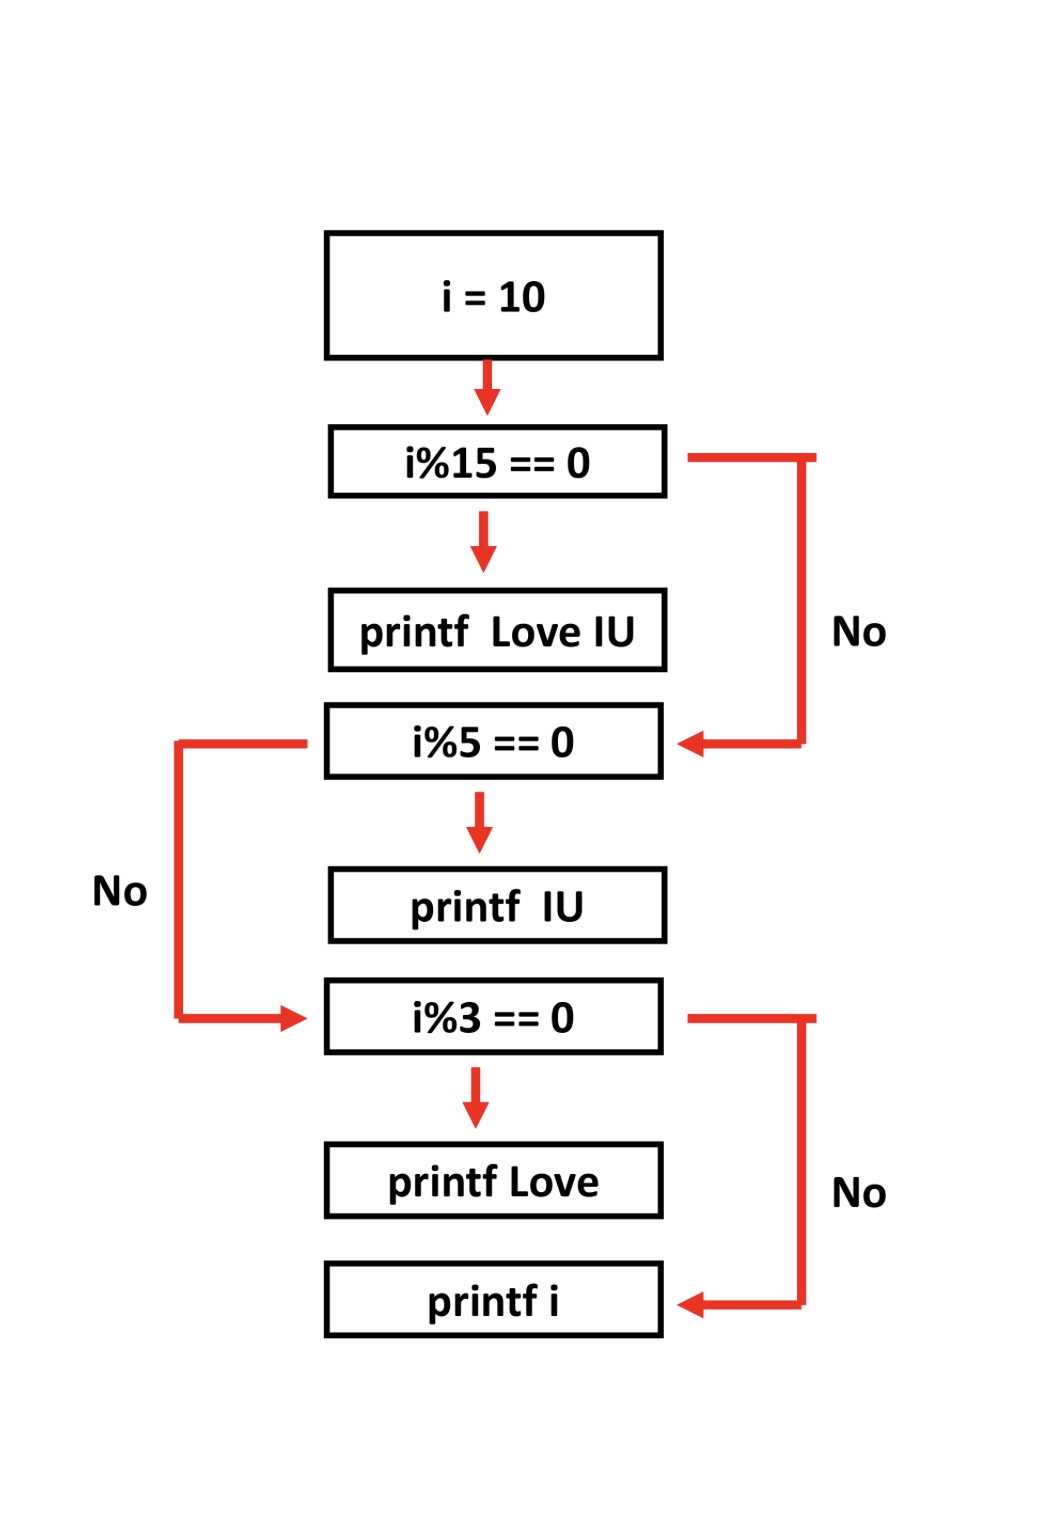 i = 10
i%15 == 0
printf  Love IU
No
i%5 == 0
No
printf  IU
i%3 == 0
printf Love
No
printf i